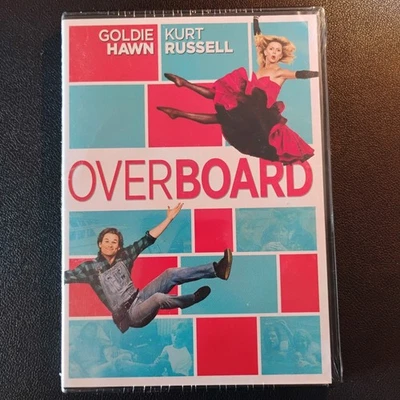 GOLDIE KURT
HAWN RUSSELL
OVERBOARD